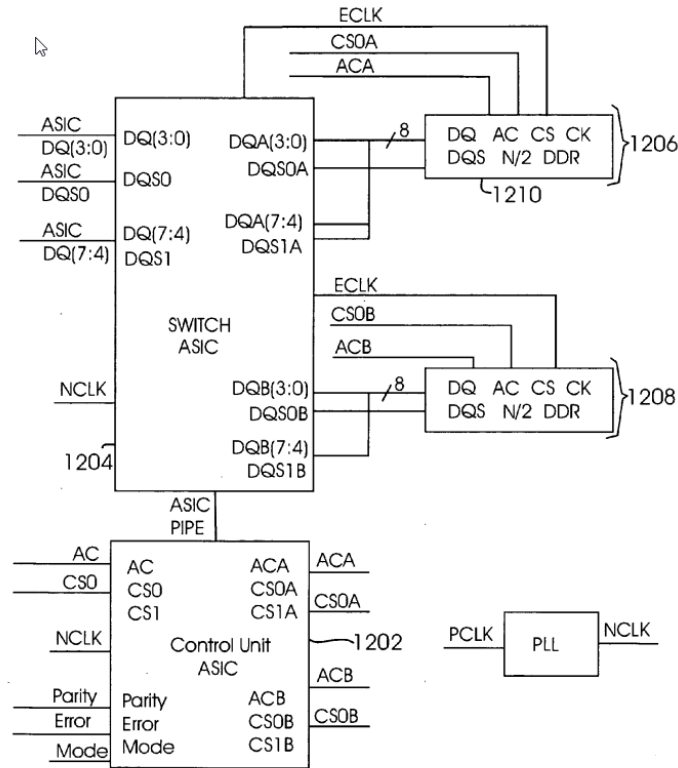 ECLK
CS0A
ACA
ASIC
DQ(3:0)
ASIC
DQS0
ASIC
DQ(7:4)
DQ(3:0)
DQS0
DQ(7:4)
DQS1
DQA(3:0)
DQS0A
DQA(7:4)
DQS1A
8
DQ AC CS CK
DQS N/2 DDR
1206
1210
SWITCH
ASIC
ECLK
CS0B
ACB
NCLK
1204
DQB(3:0)
DQS0B
DQB(7:4)
DQS1B
8
DQ AC CS CK
DQS N/2 DDR
1208
ASIC
PIPE
AC
CS0
NCLK
Parity
Error
Mode
AC
CS0
CS1
ACA
CS0A
CS1A
Control Unit
ASIC
Parity
Error
Mode
ACB
CS0B
CS1B
ACA
CS0A
1202
ACB
CS0B
PCLK
PLL
NCLK